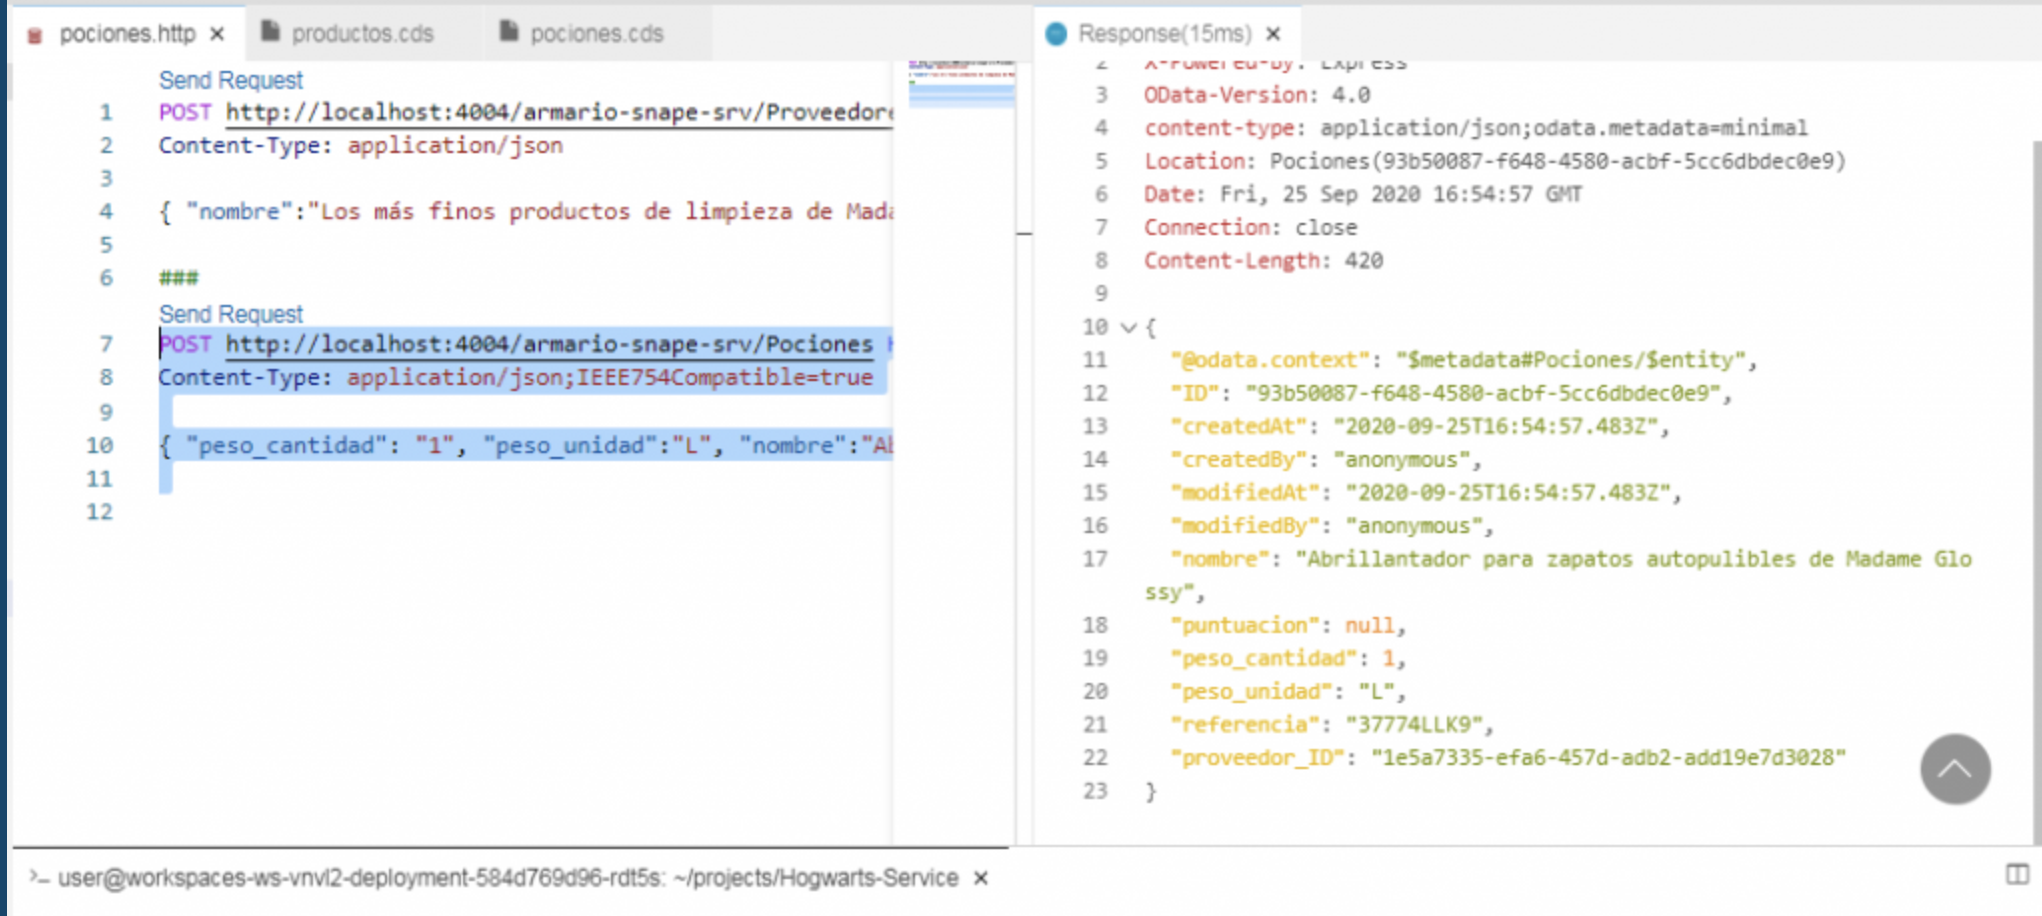 pociones.http × productos.cds pociones.cds
Send Request
1 POST http://localhost:4004/armario-snape-srv/Proveedore
2 Content-Type: application/json
3
4 { "nombre":"Los más finos productos de limpieza de Mada
5
6 ###
Send Request
7 POST http://localhost:4004/armario-snape-srv/Pociones
8 Content-Type: application/json;IEEE754Compatible=true
9
10 { "peso_cantidad": "1", "peso_unidad":"L", "nombre":"Ab
11
12
Response(15ms) ×
2 X-Powered-By: Express
3 OData-Version: 4.0
4 content-type: application/json;odata.metadata=minimal
5 Location: Pociones(93b50087-f648-4580-acbf-5cc6dbdec0e9)
6 Date: Fri, 25 Sep 2020 16:54:57 GMT
7 Connection: close
8 Content-Length: 420
9
10 {
11 "@odata.context": "$metadata#Pociones/$entity",
12 "ID": "93b50087-f648-4580-acbf-5cc6dbdec0e9",
13 "createdAt": "2020-09-25T16:54:57.483Z",
14 "createdBy": "anonymous",
15 "modifiedAt": "2020-09-25T16:54:57.483Z",
16 "modifiedBy": "anonymous",
17 "nombre": "Abrillantador para zapatos autopulibles de Madame Glo
ssy",
18 "puntuacion": null,
19 "peso_cantidad": 1,
20 "peso_unidad": "L",
21 "referencia": "37774LLK9",
22 "proveedor_ID": "1e5a7335-efa6-457d-adb2-add19e7d3028"
23 }
>_ user@workspaces-ws-vnvl2-deployment-584d769d96-rdt5s: ~/projects/Hogwarts-Service ×